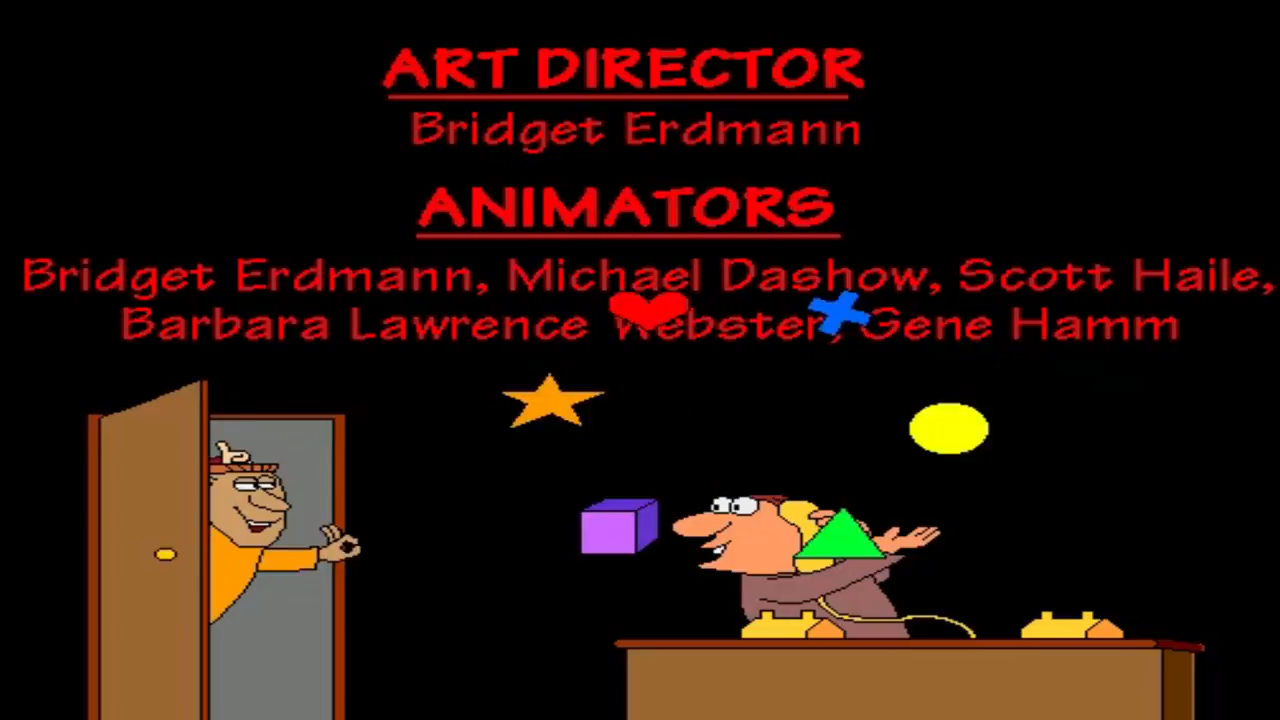 ART DIRECTOR
Bridget Erdmann
ANIMATORS
Bridget Erdmann, Michael Dashow, Scott Haile,
Barbara Lawrence Webster, Gene Hamm